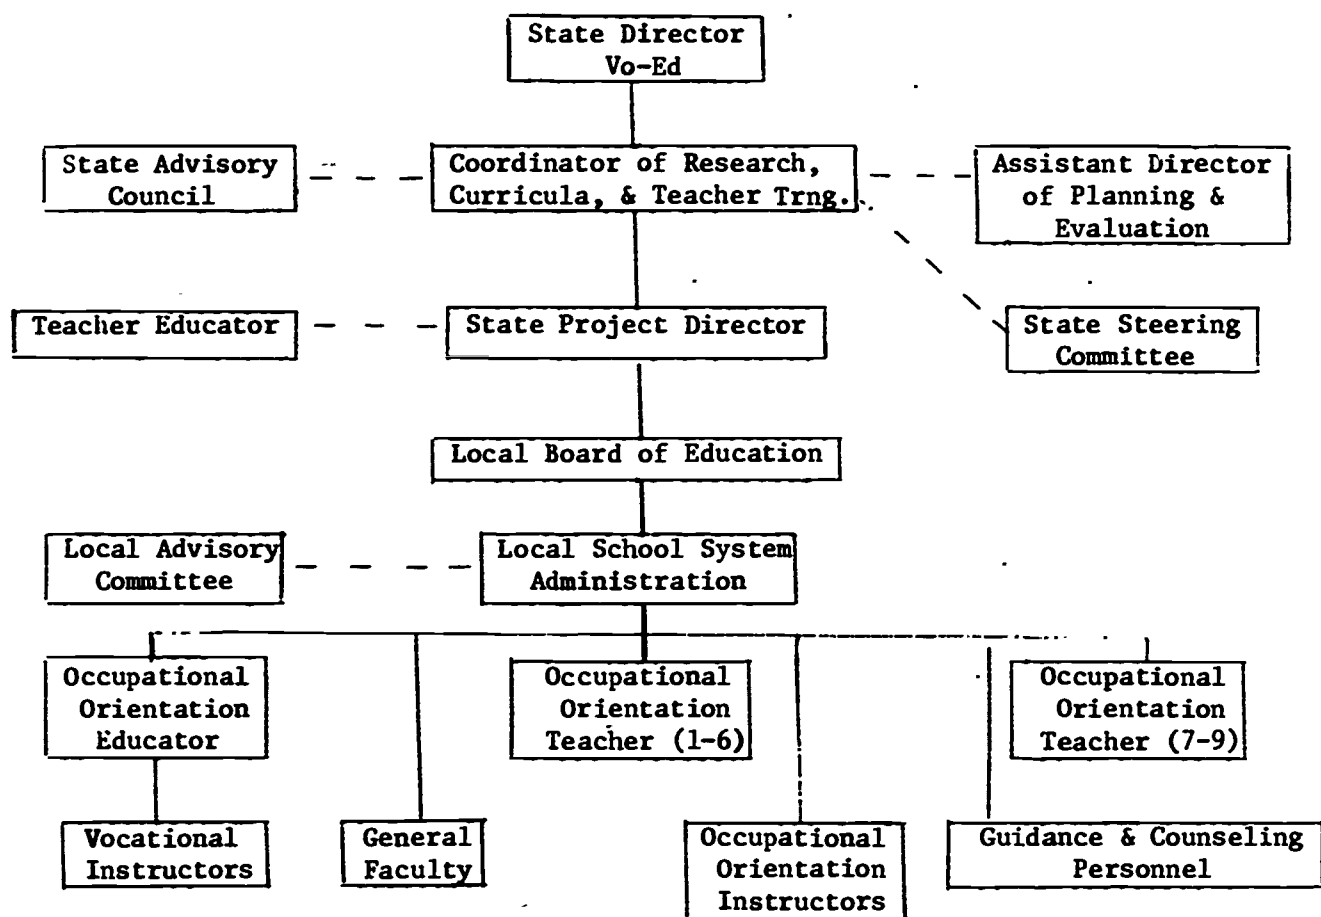 State Director
Vo-Ed
State Advisory
Council
Coordinator of Research,
Curricula, & Teacher Trng.
Assistant Director
of Planning &
Evaluation
Teacher Educator
State Project Director
State Steering
Committee
Local Board of Education
Local Advisory
Committee
Local School System
Administration
Occupational
Orientation
Educator
Occupational
Orientation
Teacher (1-6)
Occupational
Orientation
Teacher (7-9)
Vocational
Instructors
General
Faculty
Occupational
Orientation
Instructors
Guidance & Counseling
Personnel